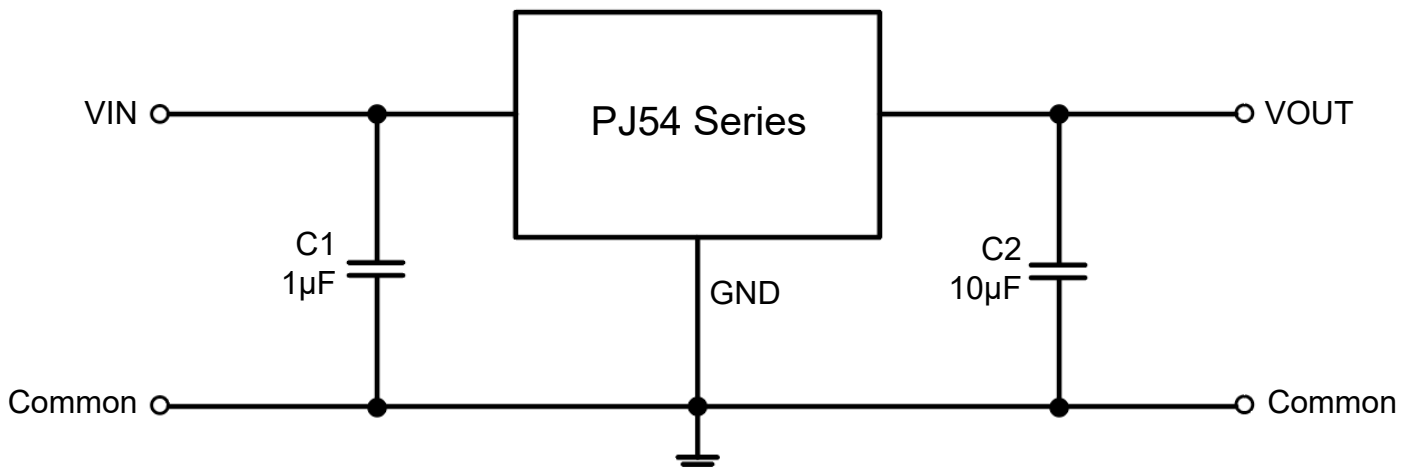 VIN
PJ54 Series
VOUT
C1
1µF
GND
C2
10µF
Common
Common